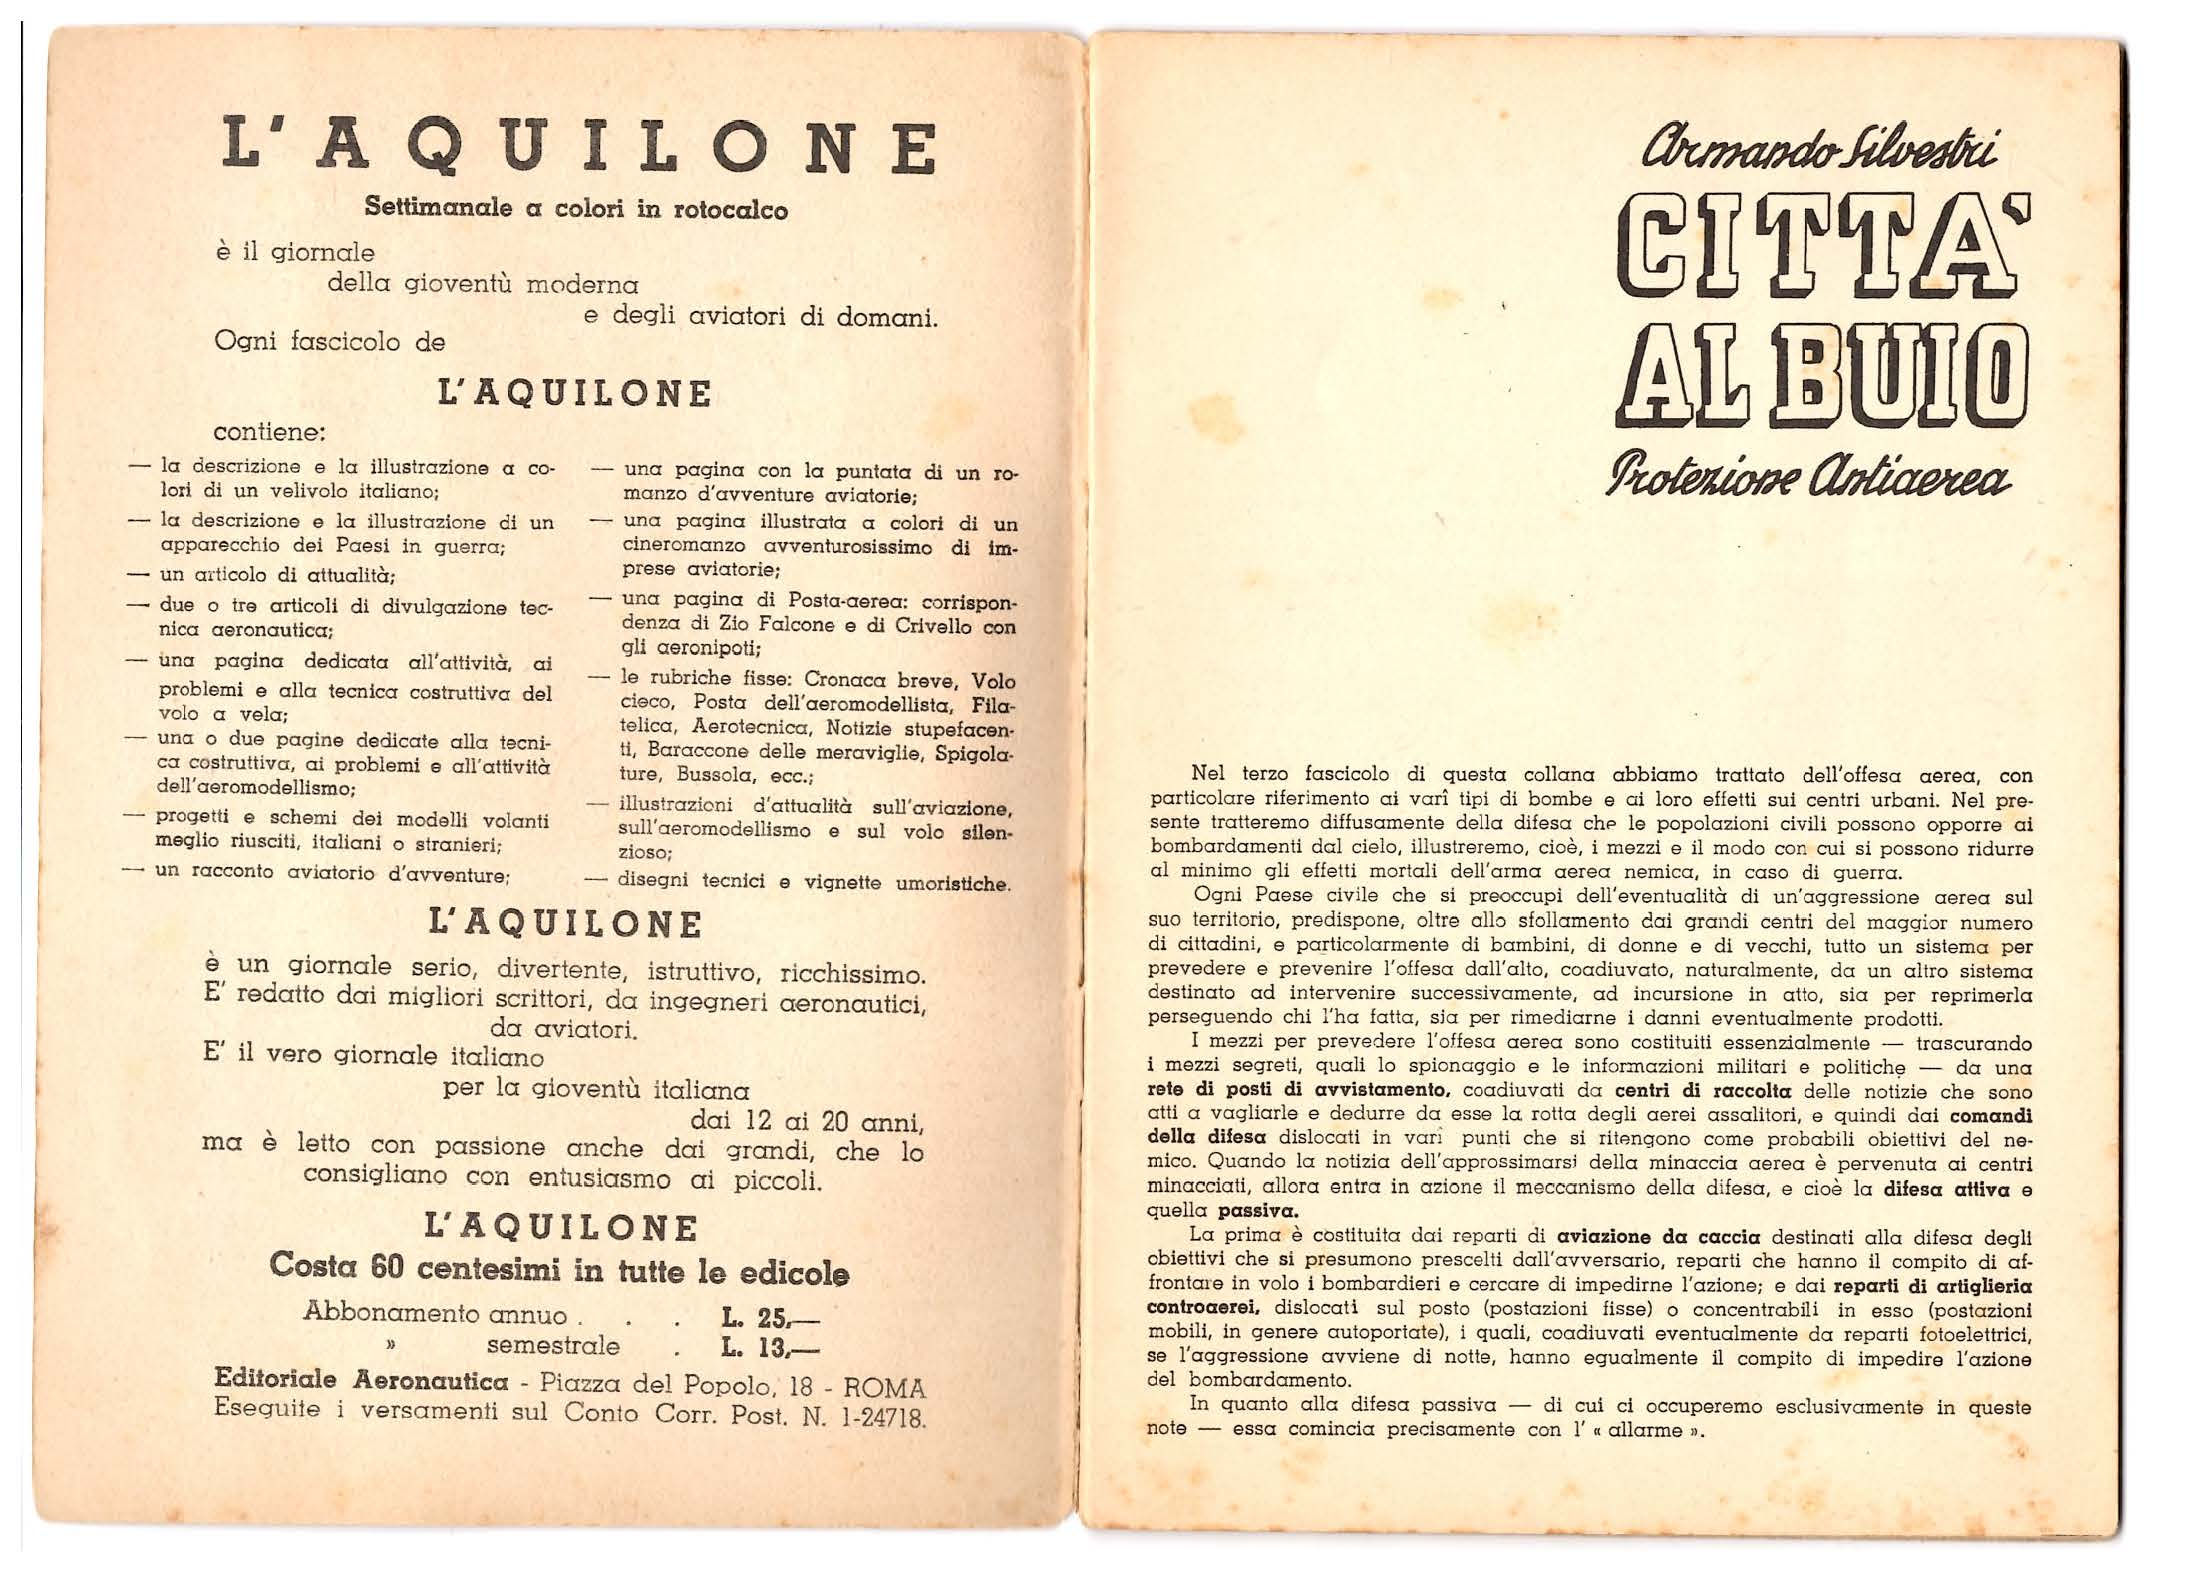 L'AQUILONE
Settimanale a colori in rotocalco
è il giornale
della gioventù moderna
e degli aviatori di domani.
Ogni fascicolo de
L'AQUILONE
contiene:
— la descrizione e la illustrazione a co-
lori di un velivolo italiano;
— la descrizione e la illustrazione di un
apparecchio dei Paesi in guerra;
— un articolo di attualità;
— due o tre articoli di divulgazione tec-
nica aeronautica;
— una pagina dedicata all'attività, ai
problemi e alla tecnica costruttiva del
volo a vela;
— una o due pagine dedicate alla tecni-
ca costruttiva, ai problemi e all'attività
dell'aeromodellismo;
— progetti e schemi dei modelli volanti
meglio riusciti, italiani o stranieri;
— un racconto aviatorio d'avventure;
— una pagina con la puntata di un ro-
manzo d'avventure aviatorie;
— una pagina illustrata a colori di un
cineromanzo avventurosissimo di im-
prese aviatorie;
— una pagina di Posta-aerea: corrispon-
denza di Zio Falcone e di Crivello con
gli aeronipoti;
— le rubriche fisse: Cronaca breve, Volo
cieco, Posta dell'aeromodellista, Fila-
telica, Aerotecnica, Notizie stupefacen-
ti, Baraccone delle meraviglie, Spigola-
ture, Bussola, ecc.;
— illustrazioni d'attualità sull'aviazione,
sull'aeromodellismo e sul volo silen-
zioso;
— disegni tecnici e vignette umoristiche.
L'AQUILONE
è un giornale serio, divertente, istruttivo, ricchissimo.
E' redatto dai migliori scrittori, da ingegneri aeronautici,
da aviatori.
E' il vero giornale italiano
per la gioventù italiana
dai 12 ai 20 anni,
ma è letto con passione anche dai grandi, che lo
consigliano con entusiasmo ai piccoli.
L'AQUILONE
Costa 60 centesimi in tutte le edicole
Abbonamento annuo . . . L. 25,—
» semestrale . L. 13,—
Editoriale Aeronautica - Piazza del Popolo, 18 - ROMA
Eseguite i versamenti sul Conto Corr. Post. N. 1-24718.
Armando Silvestri
CITTA'
AL BUIO
Protezione Antiaerea
Nel terzo fascicolo di questa collana abbiamo trattato dell'offesa aerea, con
particolare riferimento ai varî tipi di bombe e ai loro effetti sui centri urbani. Nel pre-
sente tratteremo diffusamente della difesa che le popolazioni civili possono opporre ai
bombardamenti dal cielo, illustreremo, cioè, i mezzi e il modo con cui si possono ridurre
al minimo gli effetti mortali dell'arma aerea nemica, in caso di guerra.
Ogni Paese civile che si preoccupi dell'eventualità di un'aggressione aerea sul
suo territorio, predispone, oltre allo sfollamento dai grandi centri del maggior numero
di cittadini, e particolarmente di bambini, di donne e di vecchi, tutto un sistema per
prevedere e prevenire l'offesa dall'alto, coadiuvato, naturalmente, da un altro sistema
destinato ad intervenire successivamente, ad incursione in atto, sia per reprimerla
perseguendo chi l'ha fatta, sia per rimediarne i danni eventualmente prodotti.
I mezzi per prevedere l'offesa aerea sono costituiti essenzialmente — trascurando
i mezzi segreti, quali lo spionaggio e le informazioni militari e politiche — da una
rete di posti di avvistamento, coadiuvati da centri di raccolta delle notizie che sono
atti a vagliarle e dedurre da esse la rotta degli aerei assalitori, e quindi dai comandi
della difesa dislocati in varî punti che si ritengono come probabili obiettivi del ne-
mico. Quando la notizia dell'approssimarsi della minaccia aerea è pervenuta ai centri
minacciati, allora entra in azione il meccanismo della difesa, e cioè la difesa attiva e
quella passiva.
La prima è costituita dai reparti di aviazione da caccia destinati alla difesa degli
obiettivi che si presumono prescelti dall'avversario, reparti che hanno il compito di af-
frontare in volo i bombardieri e cercare di impedirne l'azione; e dai reparti di artiglieria
controaerei, dislocati sul posto (postazioni fisse) o concentrabili in esso (postazioni
mobili, in genere autoportate), i quali, coadiuvati eventualmente da reparti fotoelettrici,
se l'aggressione avviene di notte, hanno egualmente il compito di impedire l'azione
del bombardamento.
In quanto alla difesa passiva — di cui ci occuperemo esclusivamente in queste
note — essa comincia precisamente con l' « allarme ».